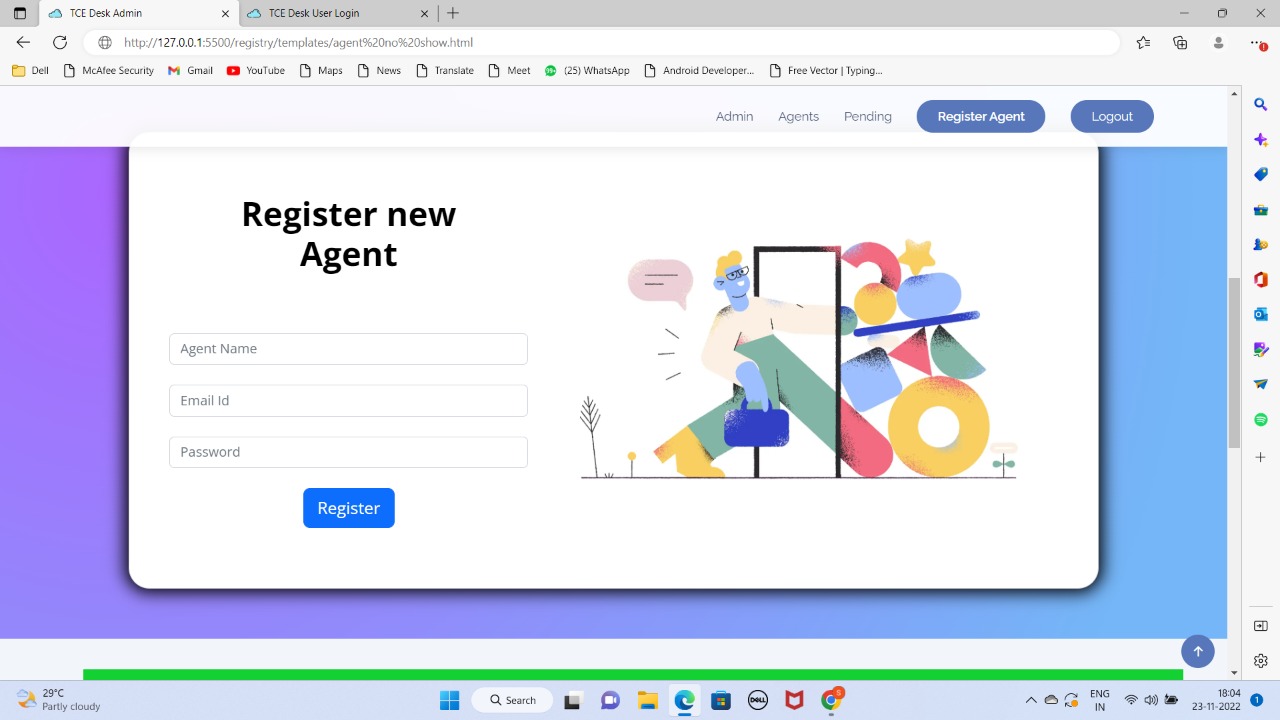 TCE Desk Admin
TCE Desk User Login
http://127.0.0.1:5500/registry/templates/agent%20no%20show.html
Dell McAfee Security Gmail YouTube Maps News Translate Meet (25) WhatsApp Android Developer... Free Vector | Typing...
Admin Agents Pending Register Agent Logout
Register new
Agent
Agent Name
Email Id
Password
Register
29°C
Partly cloudy
Search
DELL
S
ENG
IN
18:04
23-11-2022
1